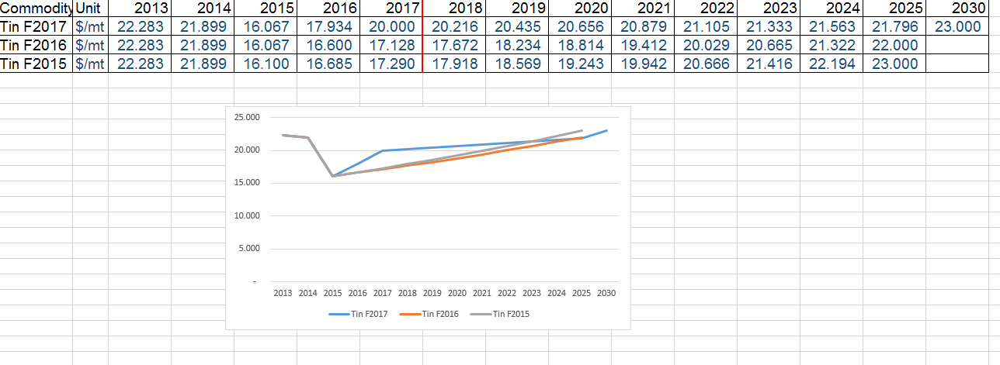 Commodity Unit 2013 2014 2015 2016 2017 2018 2019 2020 2021 2022 2023 2024 2025 2030
Tin F2017 $/mt 22.283 21.899 16.067 17.934 20.000 20.216 20.435 20.656 20.879 21.105 21.333 21.563 21.796 23.000
Tin F2016 $/mt 22.283 21.899 16.067 16.600 17.128 17.672 18.234 18.814 19.412 20.029 20.665 21.322 22.000
Tin F2015 $/mt 22.283 21.899 16.100 16.685 17.290 17.918 18.569 19.243 19.942 20.666 21.416 22.194 23.000
25.000
20.000
15.000
10.000
5.000
-
2013 2014 2015 2016 2017 2018 2019 2020 2021 2022 2023 2024 2025 2030
Tin F2017 Tin F2016 Tin F2015